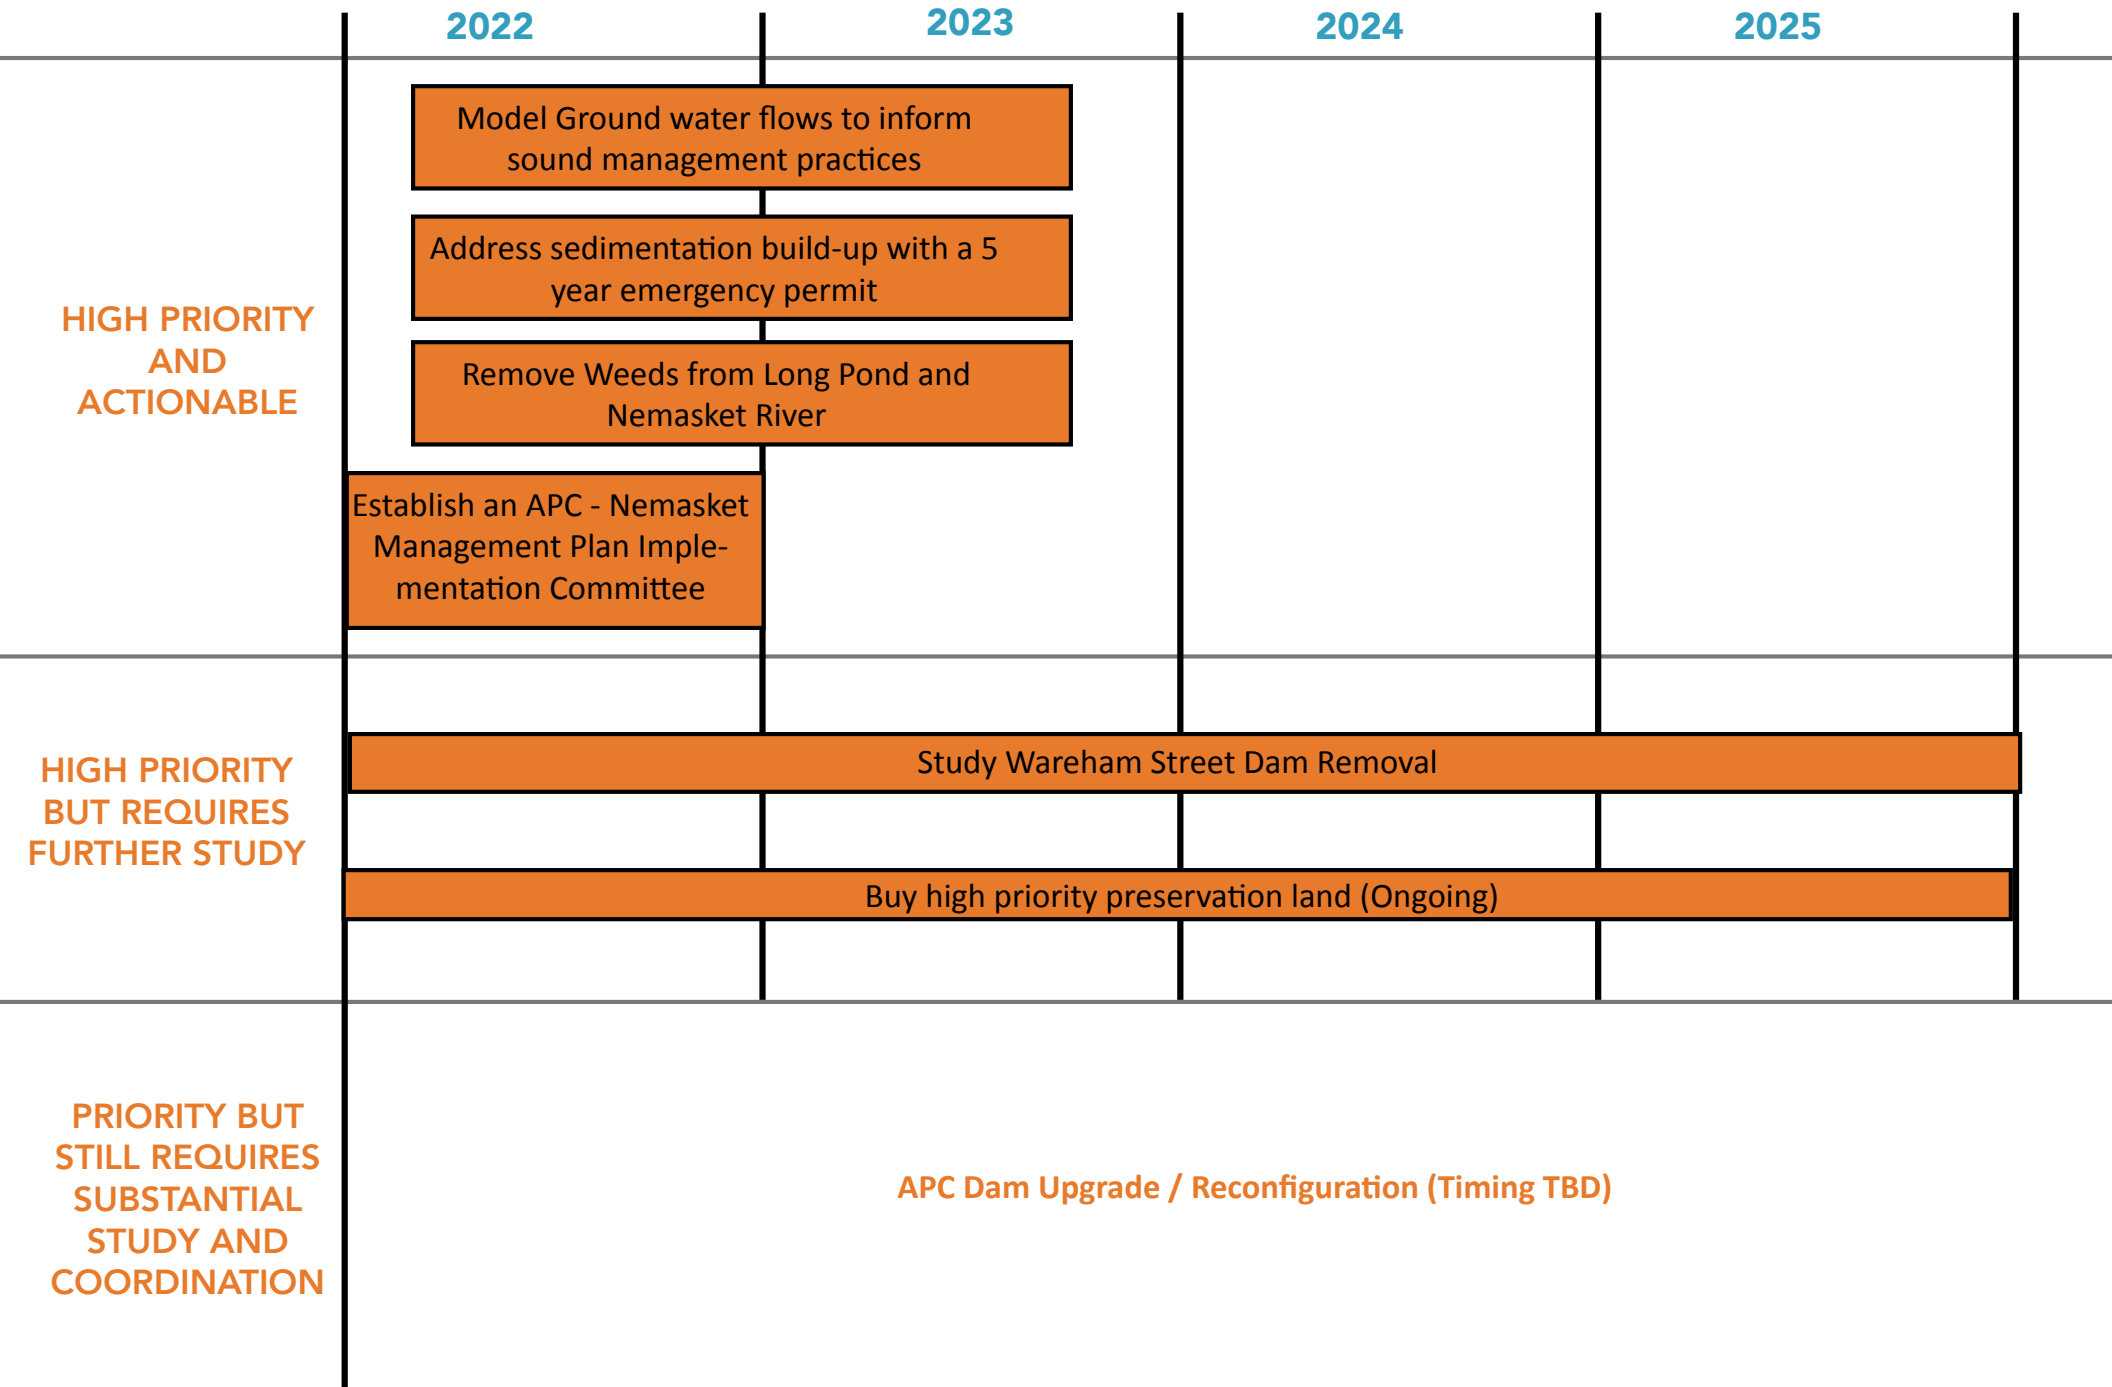 2022
2023
2024
2025
HIGH PRIORITY
AND
ACTIONABLE
Model Ground water flows to inform
sound management practices
Address sedimentation build-up with a 5
year emergency permit
Remove Weeds from Long Pond and
Nemasket River
Establish an APC - Nemasket
Management Plan Imple-
mentation Committee
HIGH PRIORITY
BUT REQUIRES
FURTHER STUDY
Study Wareham Street Dam Removal
Buy high priority preservation land (Ongoing)
PRIORITY BUT
STILL REQUIRES
SUBSTANTIAL
STUDY AND
COORDINATION
APC Dam Upgrade / Reconfiguration (Timing TBD)